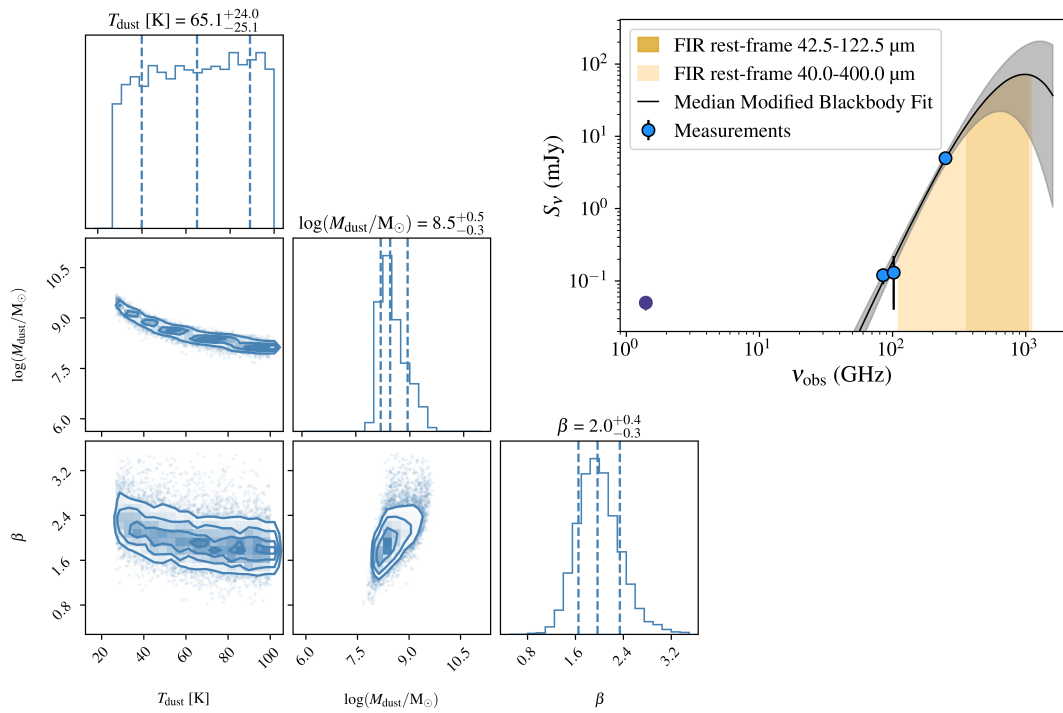 T_dust [K] = 65.1^{+24.0}_{-25.1}
log(M_dust/M_⊙) = 8.5^{+0.5}_{-0.3}
β = 2.0^{+0.4}_{-0.3}
log(M_dust/M_⊙)
10.5
9.0
7.5
6.0
β
3.2
2.4
1.6
0.8
20
40
60
80
100
T_dust [K]
6.0
7.5
9.0
10.5
log(M_dust/M_⊙)
0.8
1.6
2.4
3.2
β
FIR rest-frame 42.5-122.5 μm
FIR rest-frame 40.0-400.0 μm
Median Modified Blackbody Fit
Measurements
S_ν (mJy)
10^2
10^1
10^0
10^{−1}
10^0
10^1
10^2
10^3
ν_obs (GHz)